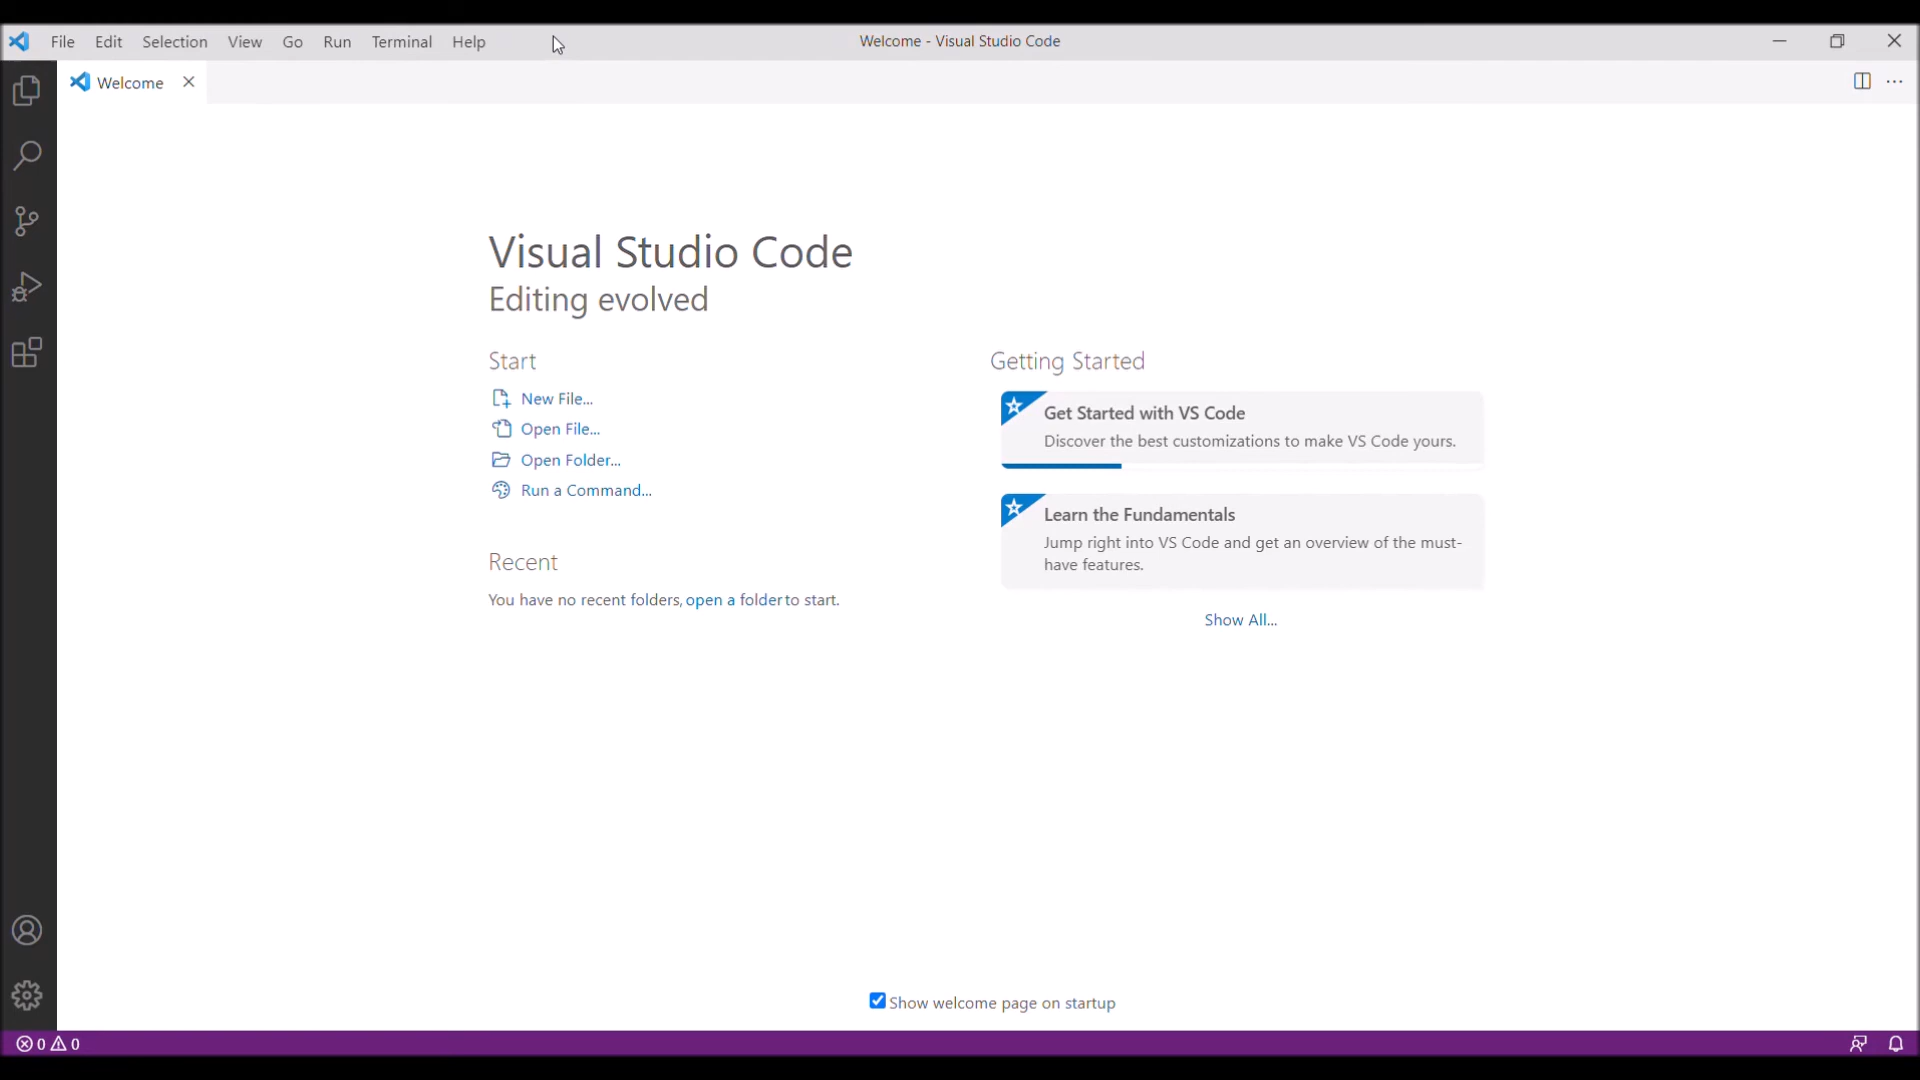 File Edit Selection View Go Run Terminal Help Welcome - Visual Studio Code
Welcome
Visual Studio Code
Editing evolved
Start
New File...
Open File...
Open Folder...
Run a Command...
Recent
You have no recent folders, open a folder to start.
Getting Started
Get Started with VS Code
Discover the best customizations to make VS Code yours.
Learn the Fundamentals
Jump right into VS Code and get an overview of the must-
have features.
Show All...
Show welcome page on startup
0 0